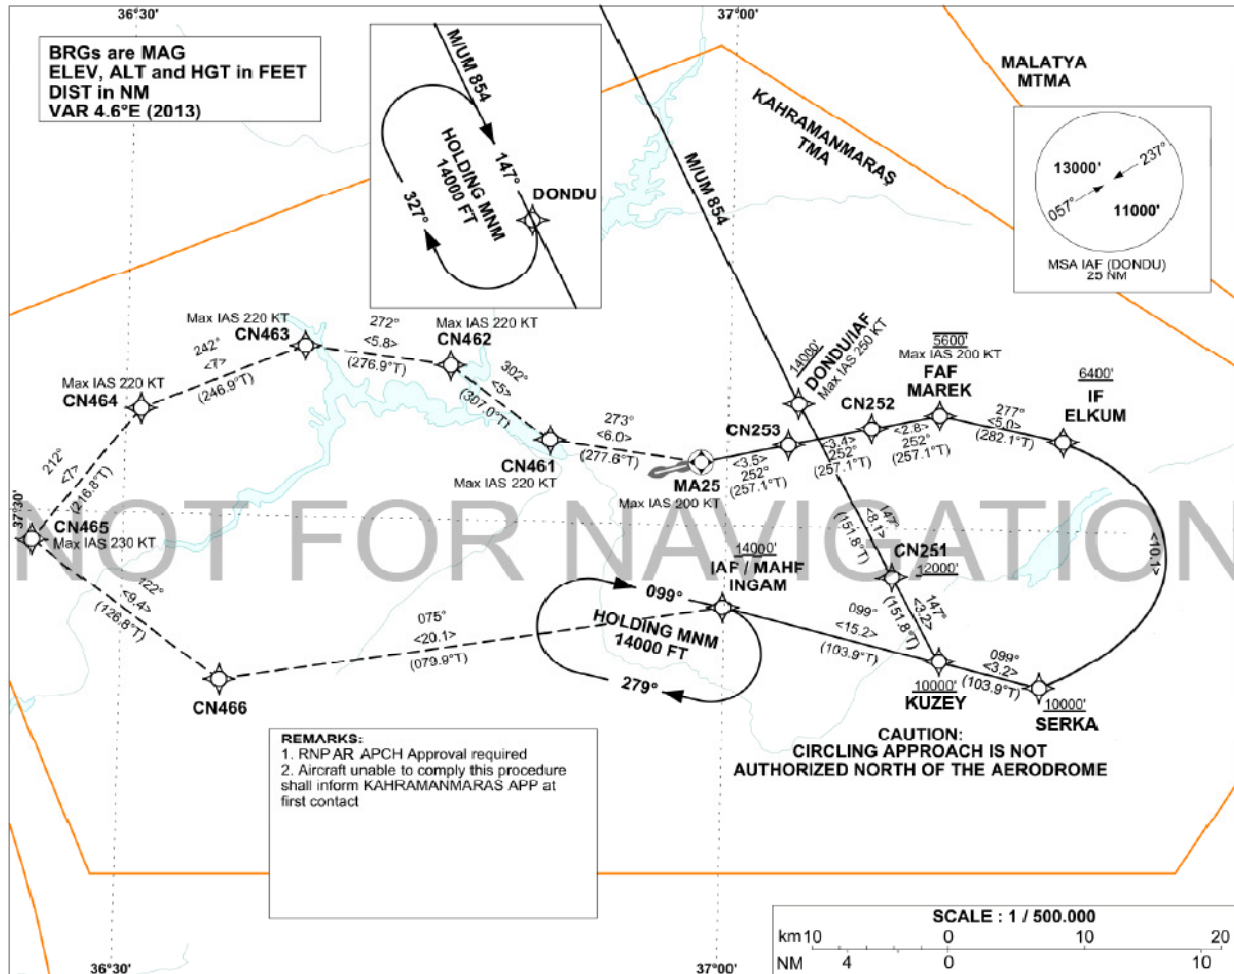 36°30'
37°00'
BRGs are MAG
ELEV, ALT and HGT in FEET
DIST in NM
VAR 4.6°E (2013)
M/UM 854
HOLDING MNM
14000 FT
147°
327°
DONDU
M/UM 854
KAHRAMANMARAŞ
TMA
MALATYA
MTMA
13000'
237°
057°
11000'
MSA IAF (DONDU)
25 NM
Max IAS 220 KT
CN463
272°
<5.8>
(276.9°T)
Max IAS 220 KT
CN462
242°
<7>
(246.9°T)
Max IAS 220 KT
CN464
302°
<5>
(307.0°T)
14000'
DONDU/IAF
Max IAS 250 KT
5600'
Max IAS 200 KT
FAF
MAREK
6400'
IF
ELKUM
277°
<5.0>
(282.1°T)
CN252
<2.8>
252°
(257.1°T)
CN253
<3.4>
252°
(257.1°T)
273°
<6.0>
(277.6°T)
CN461
Max IAS 220 KT
<3.5>
252°
(257.1°T)
MA25
Max IAS 200 KT
212°
<7>
(216.8°T)
37°30'
CN465
Max IAS 230 KT
NOT FOR NAVIGATION
147°
<8.1>
(151.8°T)
CN251
12000'
<10.1>
14000'
IAF / MAHF
INGAM
122°
<9.4>
(126.8°T)
075°
<20.1>
(079.9°T)
099°
HOLDING MNM
14000 FT
279°
099°
<15.2>
(103.9°T)
147°
<3.2>
(151.8°T)
099°
<3.2>
(103.9°T)
CN466
10000'
KUZEY
10000'
SERKA
CAUTION:
CIRCLING APPROACH IS NOT
AUTHORIZED NORTH OF THE AERODROME
REMARKS:
1. RNP AR APCH Approval required
2. Aircraft unable to comply this procedure
shall inform KAHRAMANMARAS APP at
first contact
SCALE : 1 / 500.000
km 10 0 10 20
NM 4 0 10
36°30'
37°00'